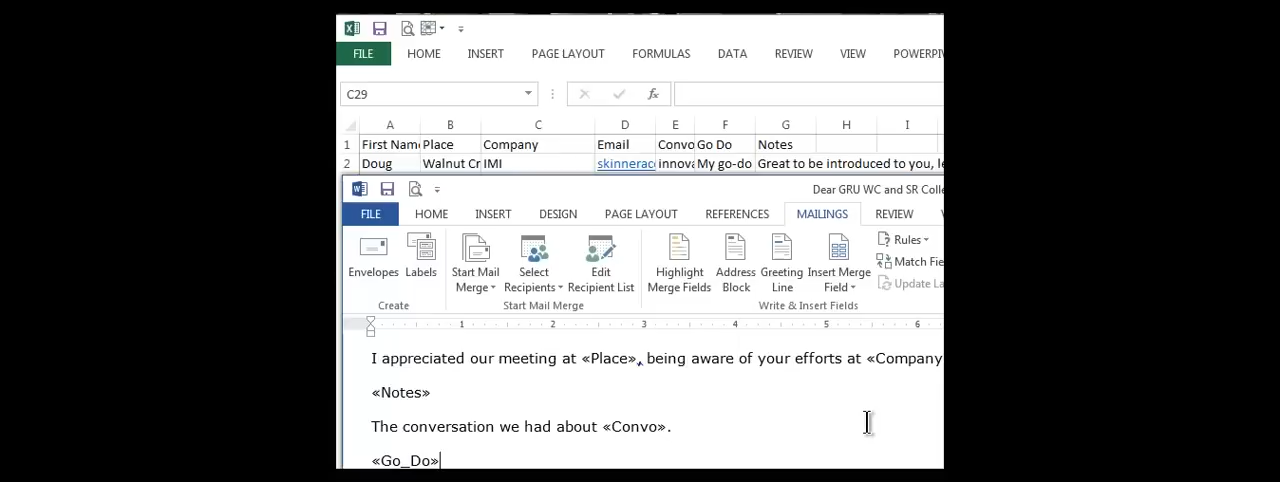 FILE HOME INSERT PAGE LAYOUT FORMULAS DATA REVIEW VIEW POWERPIV
C29 fx
A B C D E F G H I
1 First Nam Place Company Email Convo Go Do Notes
2 Doug Walnut Cr IMI skinnerac innova My go-do Great to be introduced to you, le
Dear GRU WC and SR Colle
FILE HOME INSERT DESIGN PAGE LAYOUT REFERENCES MAILINGS REVIEW
Envelopes Labels Start Mail Merge Select Recipients Edit Recipient List Highlight Merge Fields Address Block Greeting Line Insert Merge Field Rules Match Fie Update La
Create Start Mail Merge Write & Insert Fields
1 2 3 4 5 6
I appreciated our meeting at «Place», being aware of your efforts at «Company
«Notes»
The conversation we had about «Convo».
«Go_Do»